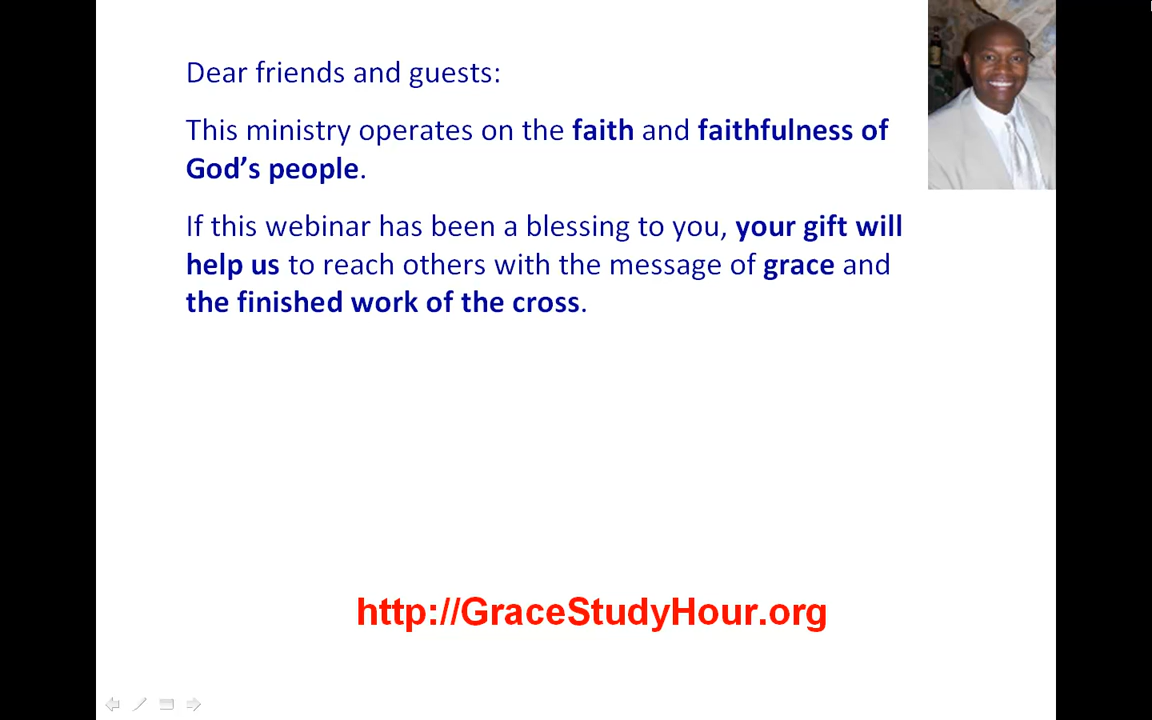 Dear friends and guests:
This ministry operates on the faith and faithfulness of
God’s people.
If this webinar has been a blessing to you, your gift will
help us to reach others with the message of grace and
the finished work of the cross.
http://GraceStudyHour.org